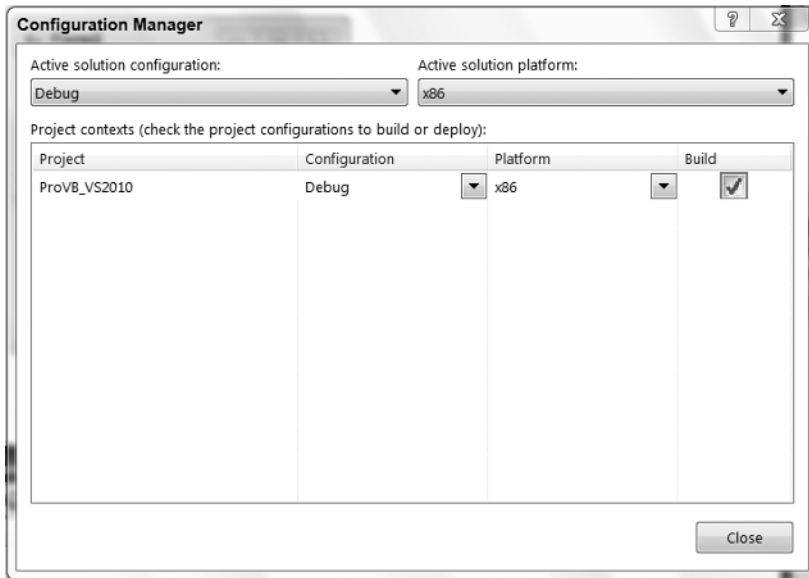 Configuration Manager
Active solution configuration: Active solution platform:
Debug x86
Project contexts (check the project configurations to build or deploy):
Project Configuration Platform Build
ProVB_VS2010 Debug x86
Close